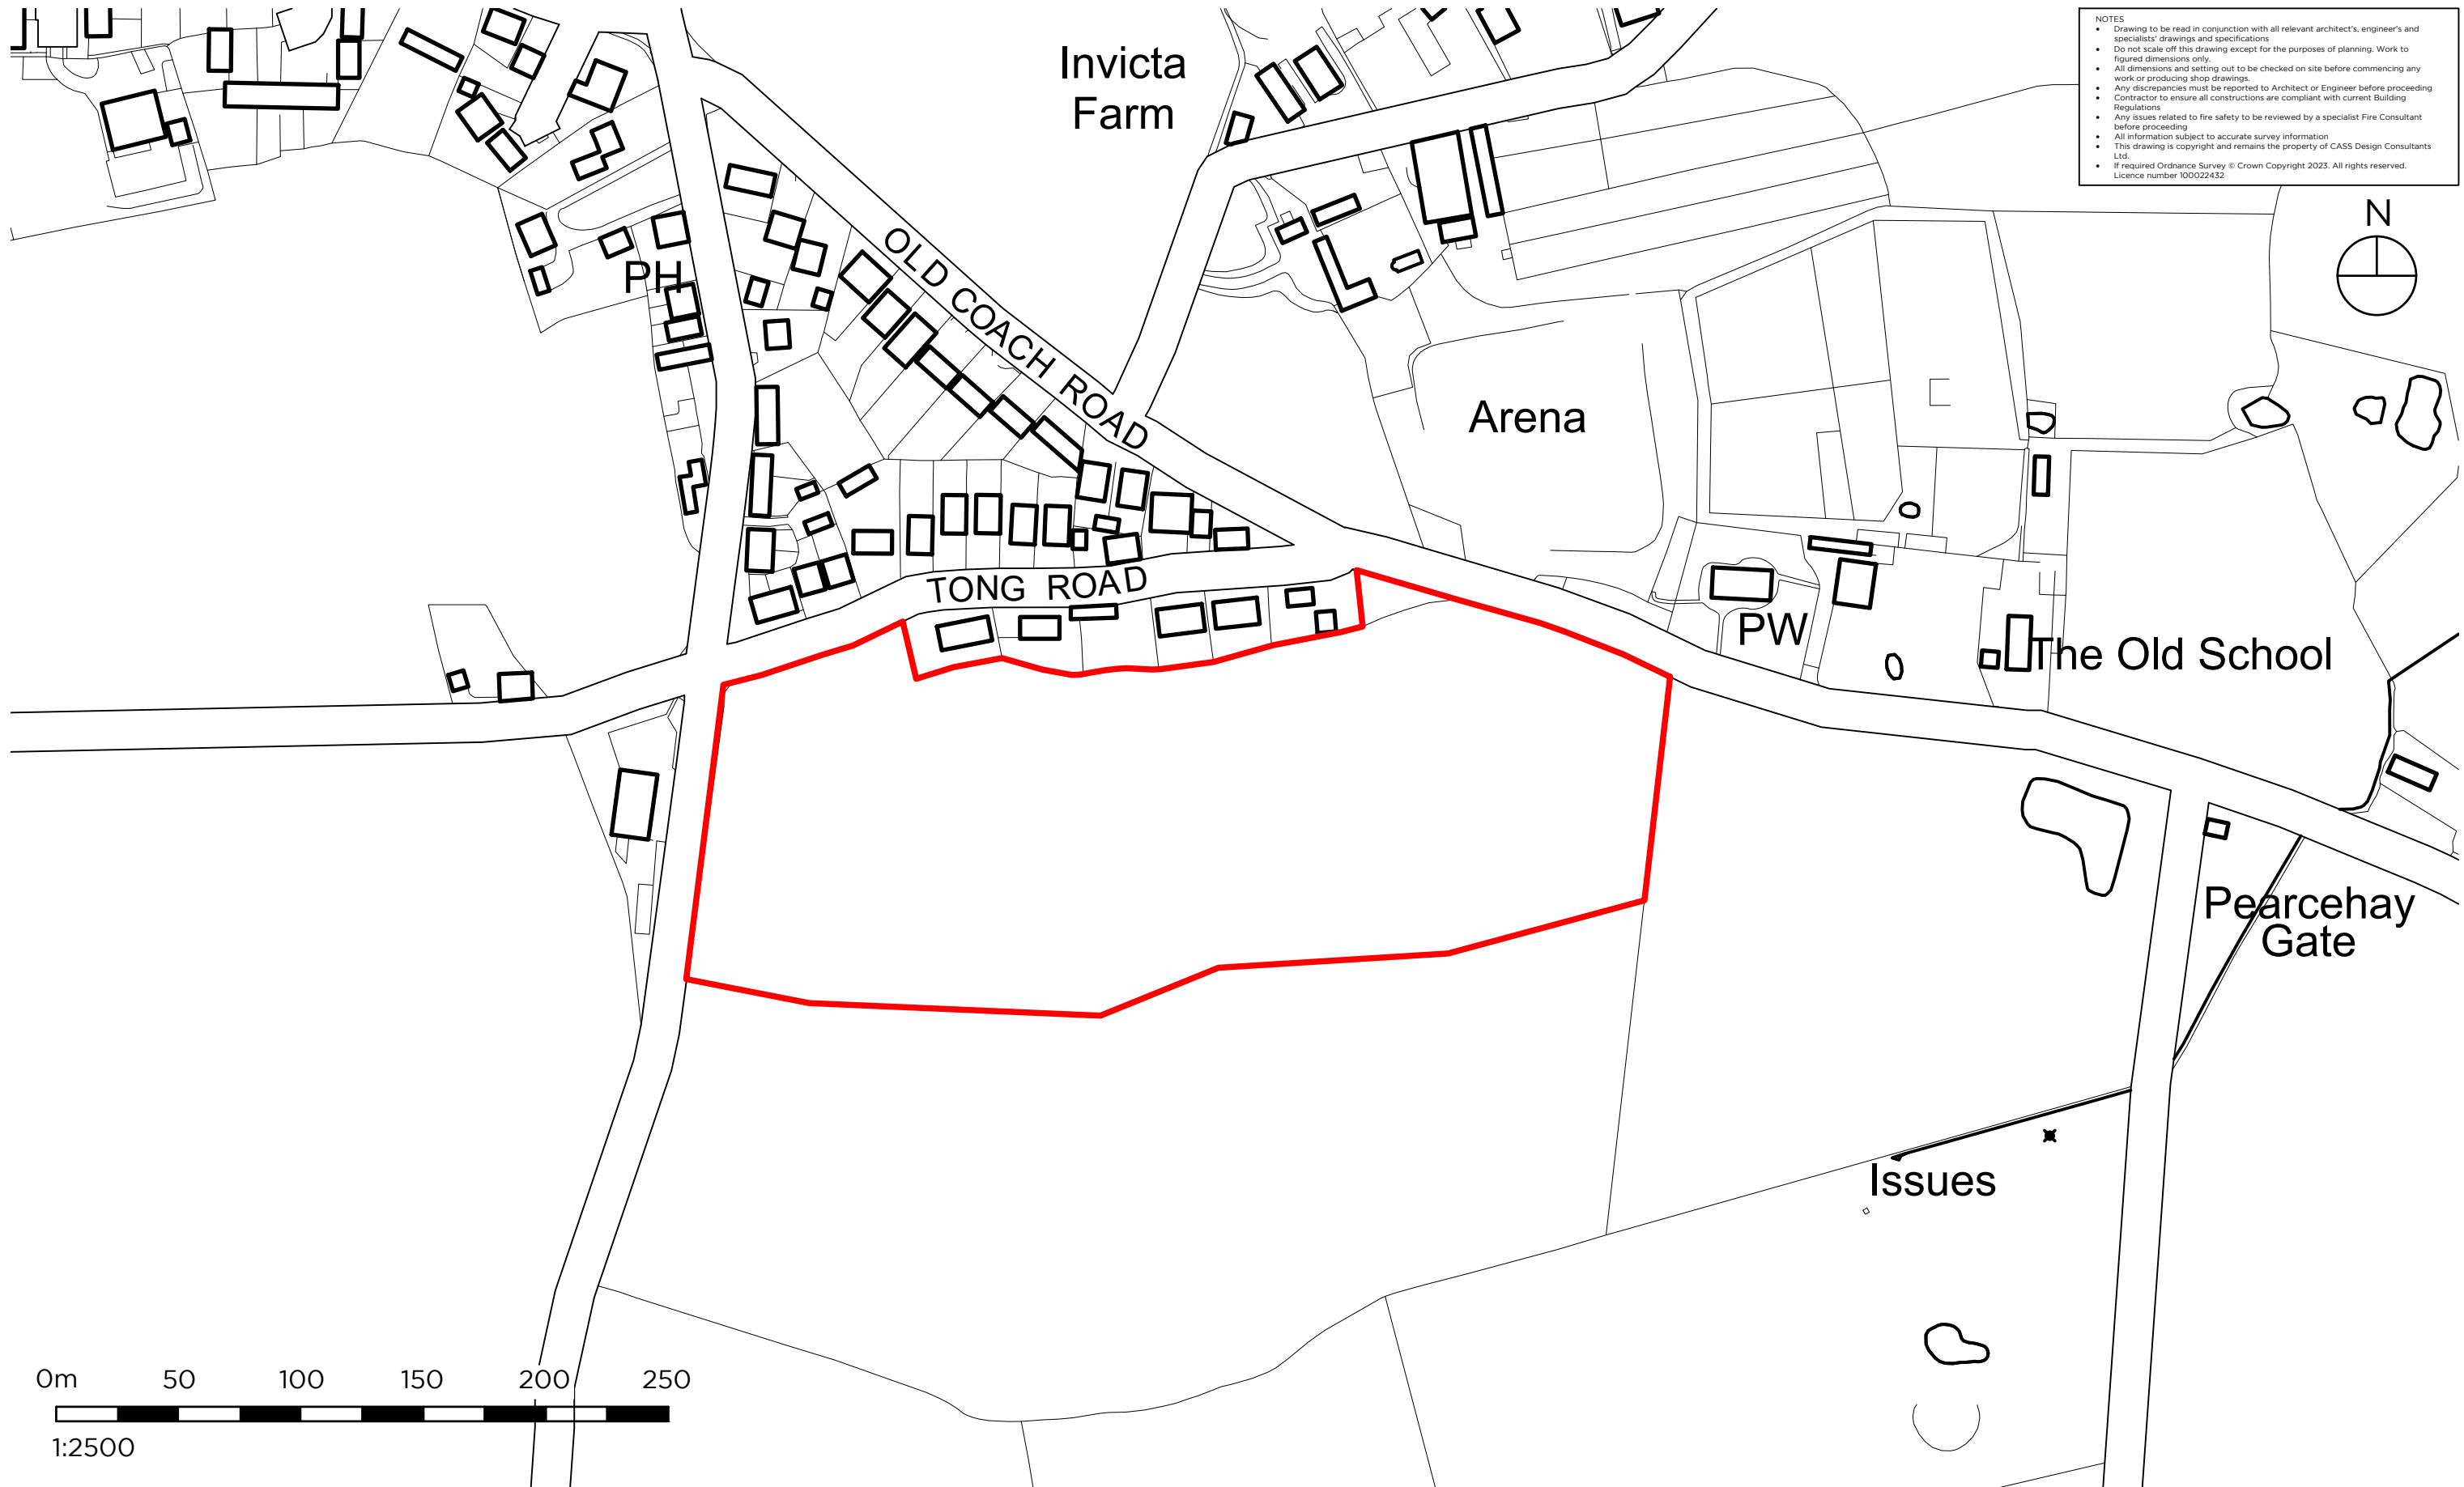 NOTES
• Drawing to be read in conjunction with all relevant architect's, engineer's and
specialists' drawings and specifications
• Do not scale off this drawing except for the purposes of planning. Work to
figured dimensions only.
• All dimensions and setting out to be checked on site before commencing any
work or producing shop drawings.
• Any discrepancies must be reported to Architect or Engineer before proceeding
• Contractor to ensure all constructions are compliant with current Building
Regulations
• Any issues related to fire safety to be reviewed by a specialist Fire Consultant
before proceeding
• All information subject to accurate survey information
• This drawing is copyright and remains the property of CASS Design Consultants
Ltd.
• If required Ordnance Survey © Crown Copyright 2023. All rights reserved.
Licence number 100022432
N
Invicta
Farm
PH
OLD COACH ROAD
Arena
TONG ROAD
PW
The Old School
Pearcehay
Gate
Issues
0m 50 100 150 200 250
1:2500